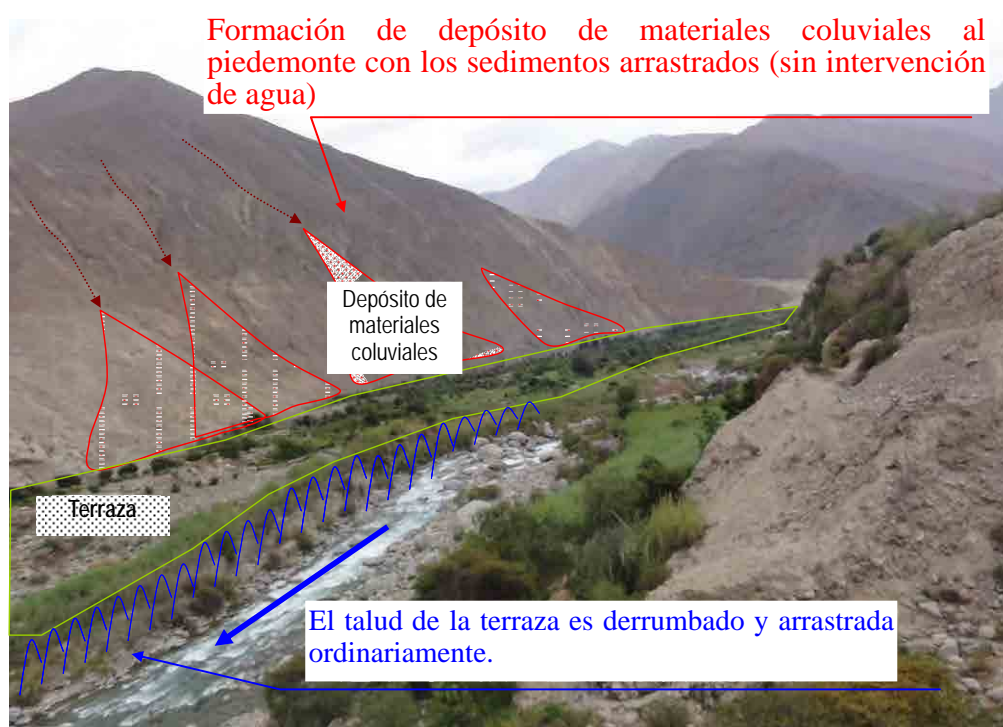 Formación de depósito de materiales coluviales al
piedemonte con los sedimentos arrastrados (sin intervención
de agua)
Depósito de
materiales
coluviales
Terraza
El talud de la terraza es derrumbado y arrastrada
ordinariamente.